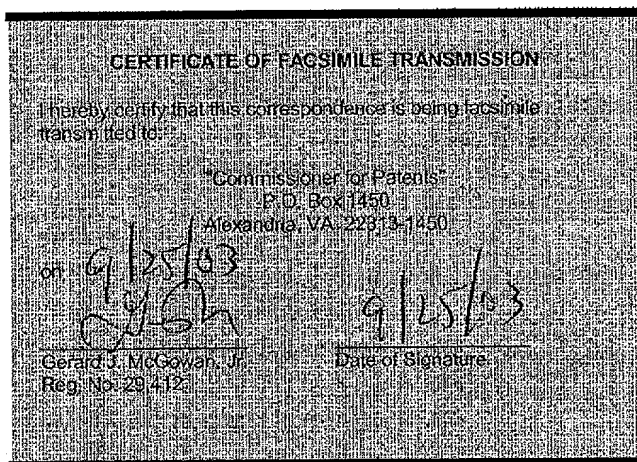 CERTIFICATE OF FACSIMILE TRANSMISSION
I hereby certify that this correspondence is being facsimile
transmitted to:
"Commissioner for Patents"
P.O. Box 1450
Alexandria, VA 22313-1450
on 9/25/03
9/25/03
Gerard J. McGowan, Jr.
Date of Signature
Reg. No. 29,412